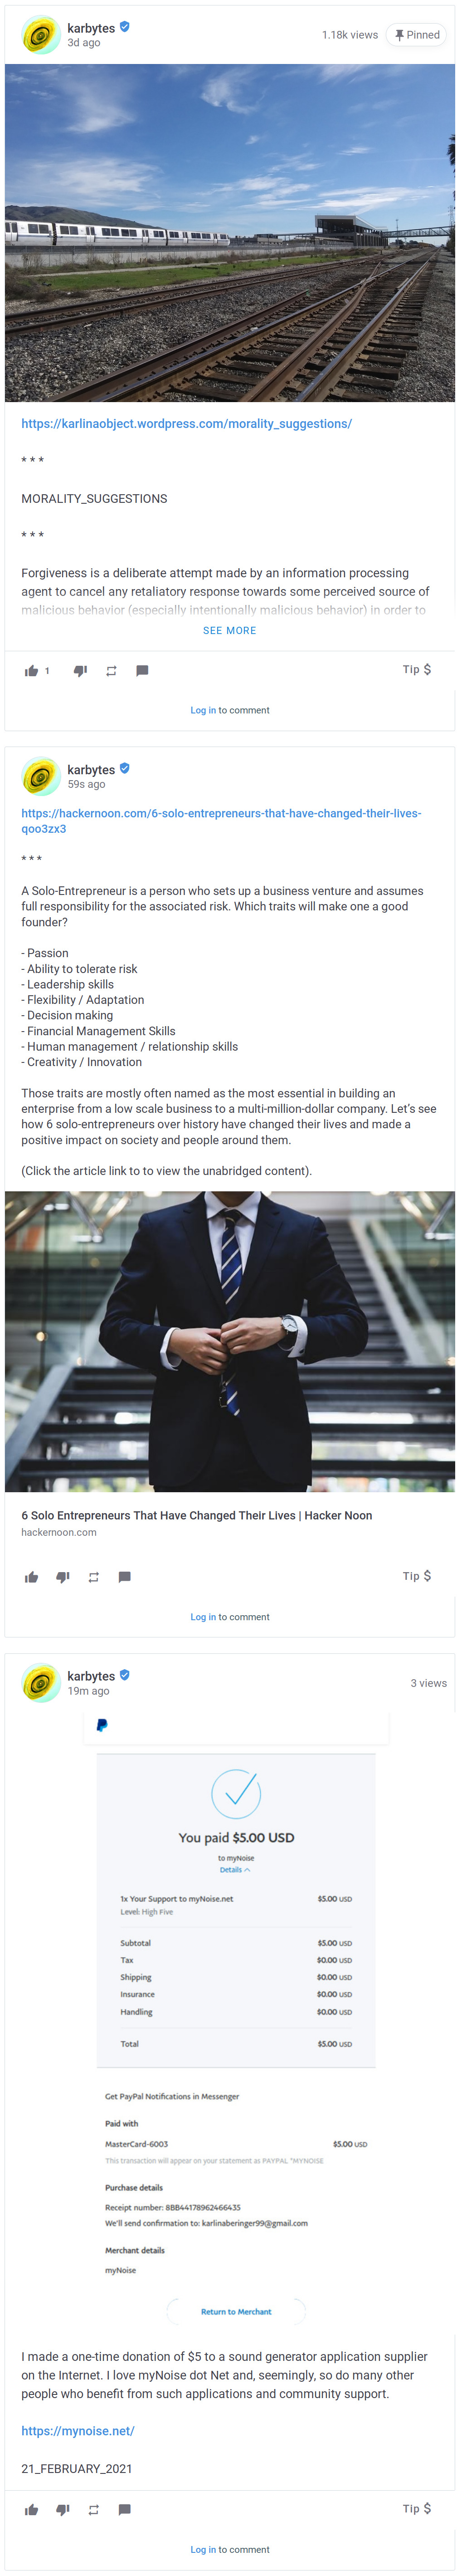 karbytes
3d ago
1.18k views
Pinned
https://karlinaobject.wordpress.com/morality_suggestions/
* * *
MORALITY_SUGGESTIONS
* * *
Forgiveness is a deliberate attempt made by an information processing
agent to cancel any retaliatory response towards some perceived source of
malicious behavior (especially intentionally malicious behavior) in order to
SEE MORE
1
Tip $
Log in to comment
karbytes
59s ago
https://hackernoon.com/6-solo-entrepreneurs-that-have-changed-their-lives-
qoo3zx3
* * *
A Solo-Entrepreneur is a person who sets up a business venture and assumes
full responsibility for the associated risk. Which traits will make one a good
founder?
- Passion
- Ability to tolerate risk
- Leadership skills
- Flexibility / Adaptation
- Decision making
- Financial Management Skills
- Human management / relationship skills
- Creativity / Innovation
Those traits are mostly often named as the most essential in building an
enterprise from a low scale business to a multi-million-dollar company. Let's see
how 6 solo-entrepreneurs over history have changed their lives and made a
positive impact on society and people around them.
(Click the article link to to view the unabridged content).
6 Solo Entrepreneurs That Have Changed Their Lives | Hacker Noon
hackernoon.com
Tip $
Log in to comment
karbytes
19m ago
3 views
You paid $5.00 USD
to myNoise
Details
1x Your Support to myNoise.net $5.00 USD
Level: High Five
Subtotal $5.00 USD
Tax $0.00 USD
Shipping $0.00 USD
Insurance $0.00 USD
Handling $0.00 USD
Total $5.00 USD
Get PayPal Notifications in Messenger
Paid with
MasterCard-6003 $5.00 USD
This transaction will appear on your statement as PAYPAL *MYNOISE
Purchase details
Receipt number: 8BB44178962466435
We'll send confirmation to: karlinaberinger99@gmail.com
Merchant details
myNoise
Return to Merchant
I made a one-time donation of $5 to a sound generator application supplier
on the Internet. I love myNoise dot Net and, seemingly, so do many other
people who benefit from such applications and community support.
https://mynoise.net/
21_FEBRUARY_2021
Tip $
Log in to comment